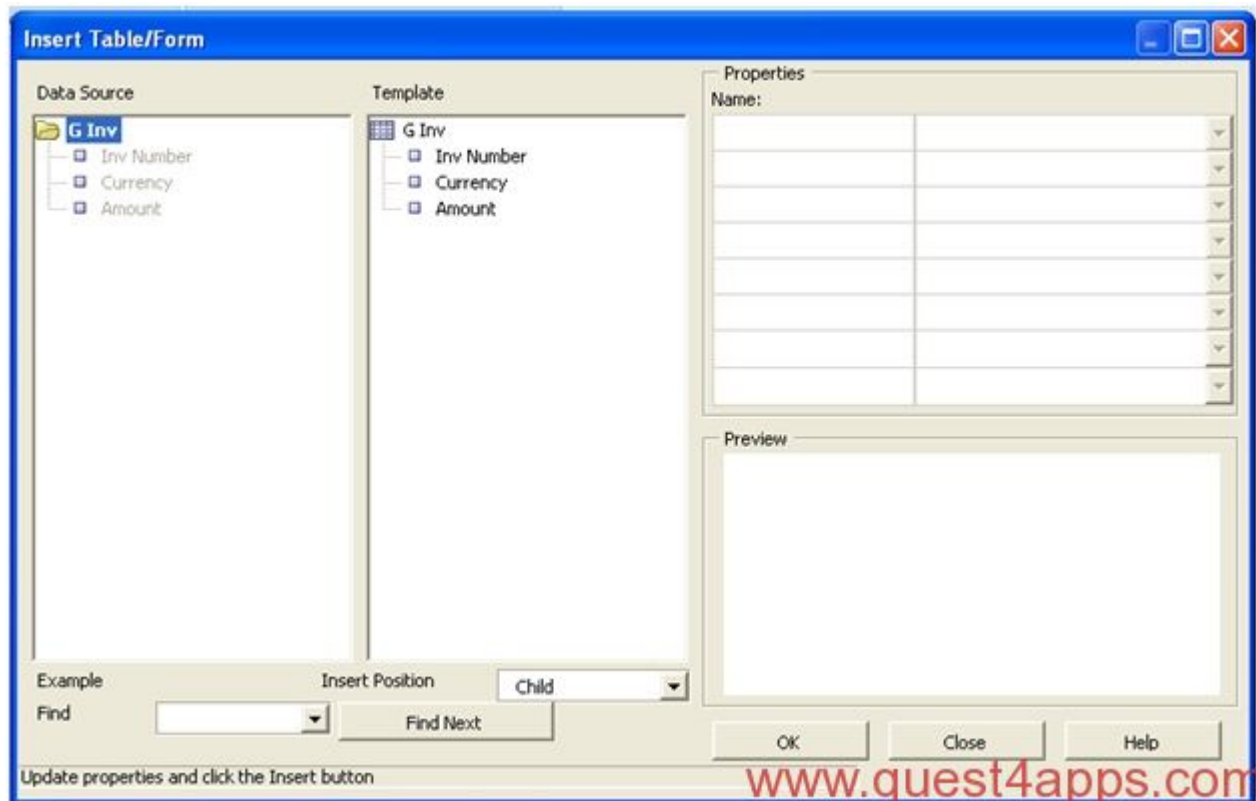 Insert Table/Form
Data Source
G Inv
Inv Number
Currency
Amount
Template
G Inv
Inv Number
Currency
Amount
Properties
Name:
Preview
Example
Insert Position
Child
Find
Find Next
OK
Close
Help
Update properties and click the Insert button
www.quest4apps.com